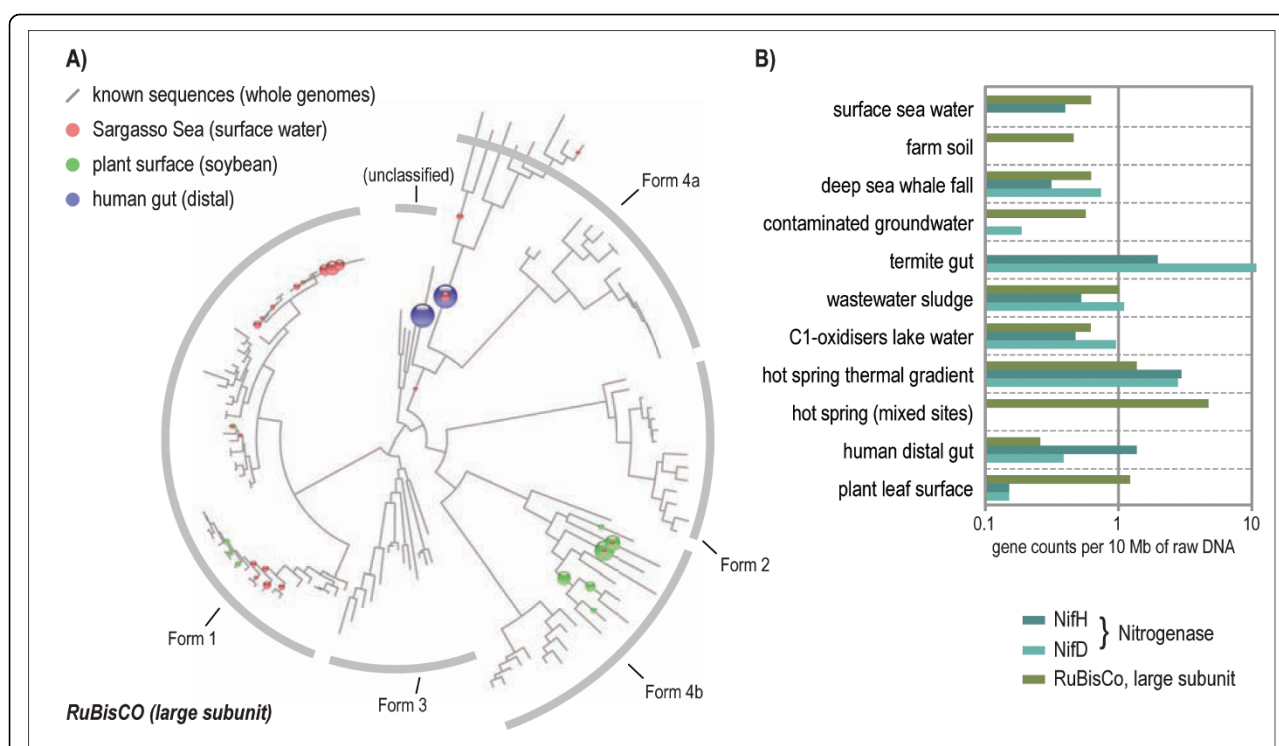 A)
known sequences (whole genomes)
Sargasso Sea (surface water)
plant surface (soybean)
human gut (distal)
(unclassified)
Form 4a
Form 2
Form 4b
Form 3
Form 1
RuBisCO (large subunit)
B)
surface sea water
farm soil
deep sea whale fall
contaminated groundwater
termite gut
wastewater sludge
C1-oxidisers lake water
hot spring thermal gradient
hot spring (mixed sites)
human distal gut
plant leaf surface
0.1 1 10
gene counts per 10 Mb of raw DNA
NifH
NifD
} Nitrogenase
RuBisCo, large subunit